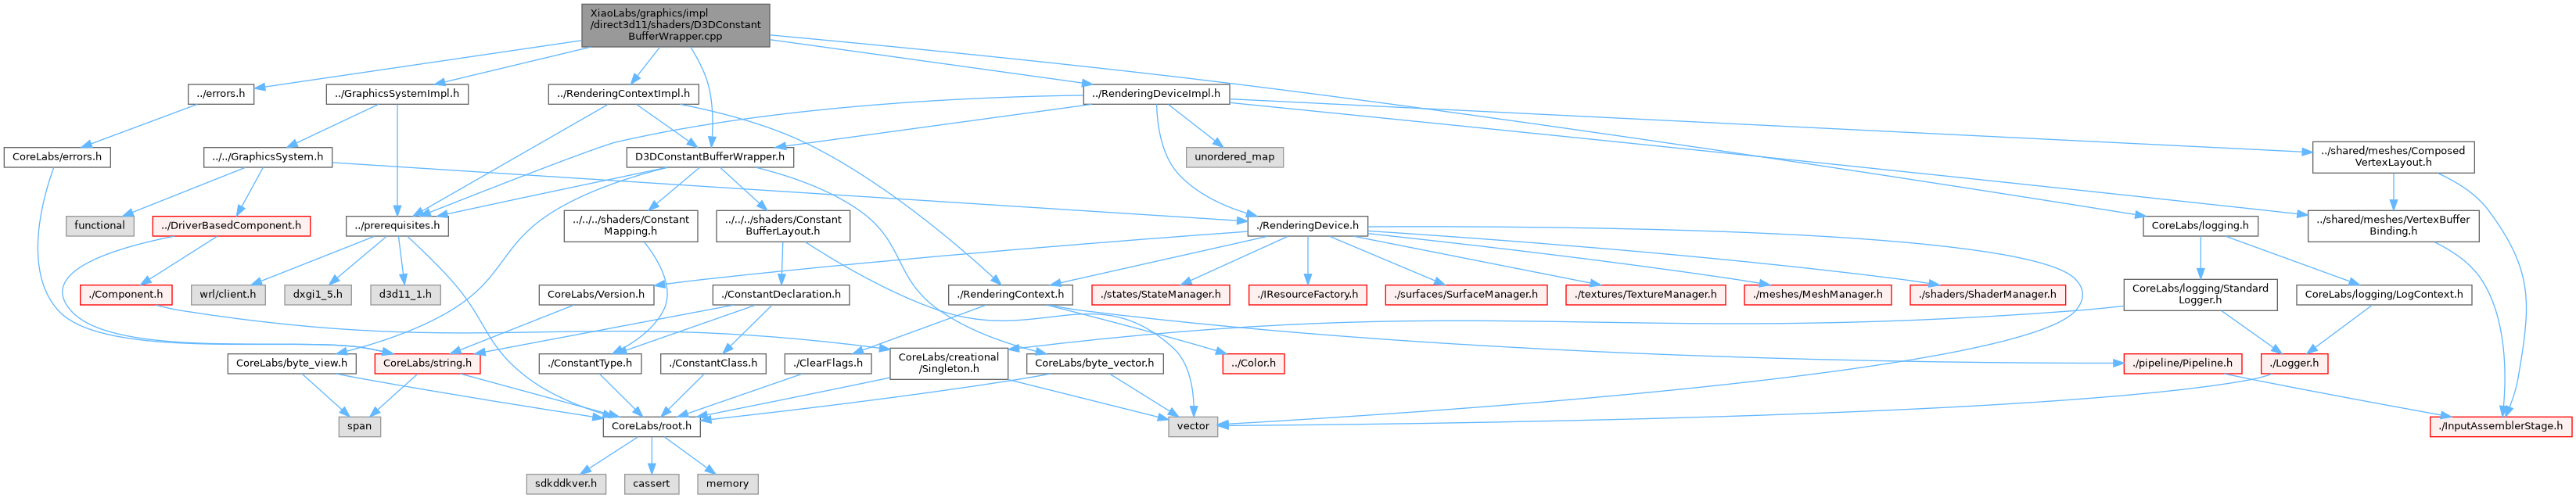 XiaoLabs/graphics/impl
/direct3d11/shaders/D3DConstant
BufferWrapper.cpp
../errors.h
../GraphicsSystemImpl.h
../RenderingContextImpl.h
../RenderingDeviceImpl.h
CoreLabs/errors.h
../../GraphicsSystem.h
D3DConstantBufferWrapper.h
unordered_map
../shared/meshes/Composed
VertexLayout.h
functional
../DriverBasedComponent.h
../prerequisites.h
../../../shaders/Constant
Mapping.h
../../../shaders/Constant
BufferLayout.h
./RenderingDevice.h
CoreLabs/logging.h
../shared/meshes/VertexBuffer
Binding.h
./Component.h
wrl/client.h
dxgi1_5.h
d3d11_1.h
CoreLabs/Version.h
./ConstantDeclaration.h
./RenderingContext.h
./states/StateManager.h
./IResourceFactory.h
./surfaces/SurfaceManager.h
./textures/TextureManager.h
./meshes/MeshManager.h
./shaders/ShaderManager.h
CoreLabs/logging/Standard
Logger.h
CoreLabs/logging/LogContext.h
CoreLabs/byte_view.h
CoreLabs/string.h
./ConstantType.h
./ConstantClass.h
./ClearFlags.h
CoreLabs/creational
/Singleton.h
CoreLabs/byte_vector.h
../Color.h
./pipeline/Pipeline.h
./Logger.h
span
CoreLabs/root.h
vector
./InputAssemblerStage.h
sdkddkver.h
cassert
memory